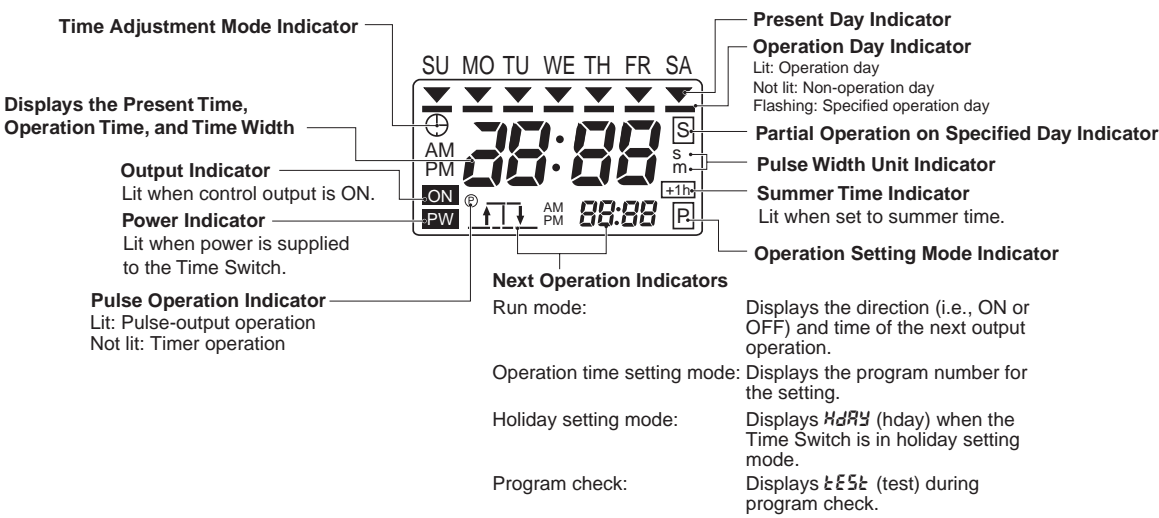 Time Adjustment Mode Indicator
Present Day Indicator
Operation Day Indicator
Lit: Operation day
Not lit: Non-operation day
Flashing: Specified operation day
SU MO TU WE TH FR SA
Displays the Present Time,
Operation Time, and Time Width
AM
PM
38:88
S
s
m
Partial Operation on Specified Day Indicator
Pulse Width Unit Indicator
Output Indicator
Lit when control output is ON.
ON
+1h
Summer Time Indicator
Lit when set to summer time.
Power Indicator
Lit when power is supplied
to the Time Switch.
PW
P
AM
PM
88:88
P
Operation Setting Mode Indicator
Pulse Operation Indicator
Lit: Pulse-output operation
Not lit: Timer operation
Next Operation Indicators
Run mode: Displays the direction (i.e., ON or
OFF) and time of the next output
operation.
Operation time setting mode: Displays the program number for
the setting.
Holiday setting mode: Displays HdAY (hday) when the
Time Switch is in holiday setting
mode.
Program check: Displays tESt (test) during
program check.